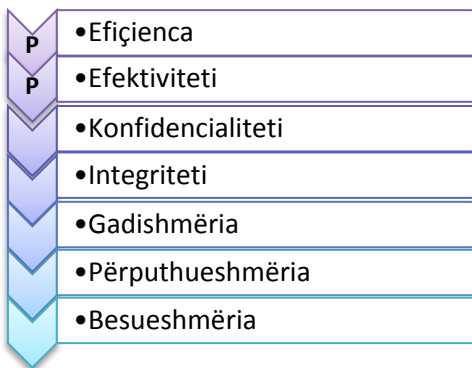 P •Efiçienca
P •Efektiviteti
•Konfidencialiteti
•Integriteti
•Gadishmëria
•Përputhueshmëria
•Besueshmëria